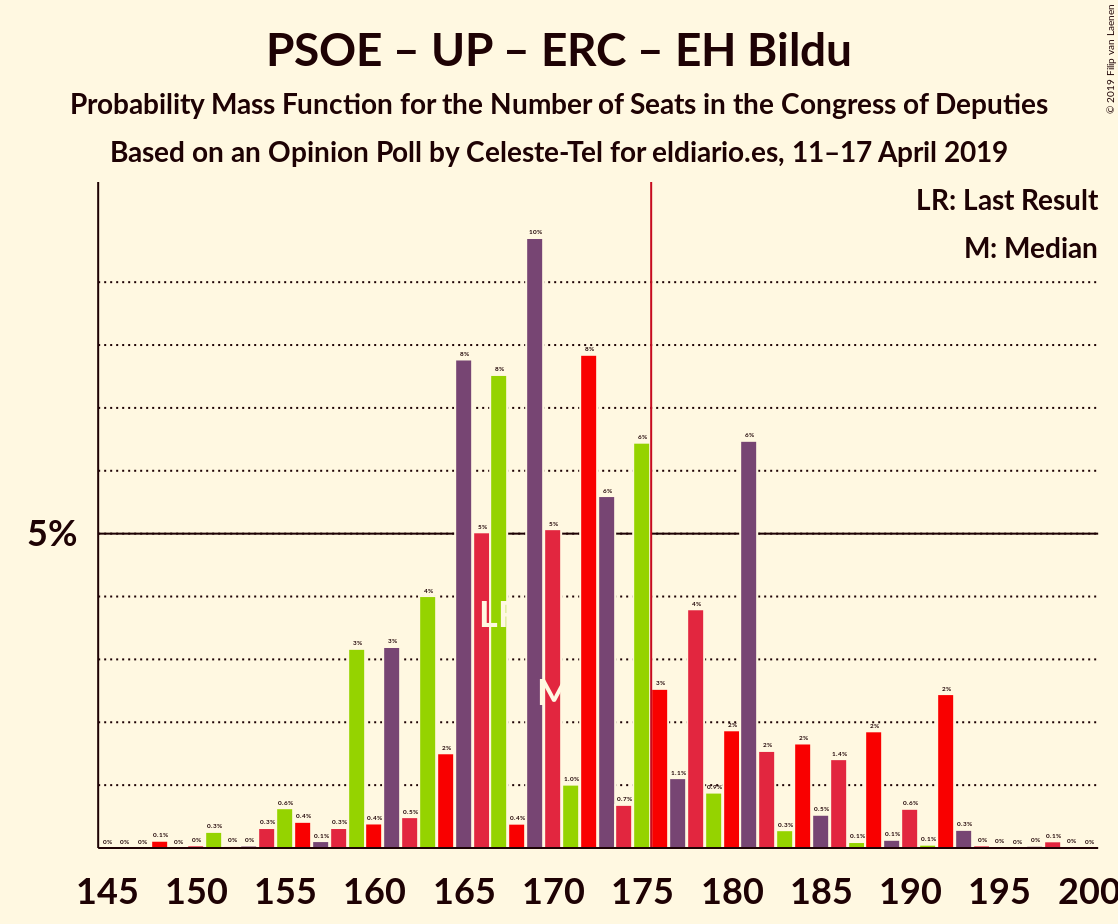 PSOE – UP – ERC – EH Bildu
Probability Mass Function for the Number of Seats in the Congress of Deputies
Based on an Opinion Poll by Celeste-Tel for eldiario.es, 11–17 April 2019
© 2019 Filip van Laenen
LR: Last Result
M: Median
5%
0% 0% 0% 0.1% 0% 0% 0.3% 0% 0% 0.3% 0.6% 0.4% 0.1% 0.3% 3% 0.4% 3% 0.5% 4% 2% 8% 5% 8% 0.4% 10% 5% 1.0% 8% 6% 0.7% 6% 3% 1.1% 4% 0.9% 2% 6% 2% 0.3% 2% 0.5% 1.4% 0.1% 2% 0.1% 0.6% 0.1% 2% 0.3% 0% 0% 0% 0% 0.1% 0% 0%
LR
M
145 150 155 160 165 170 175 180 185 190 195 200